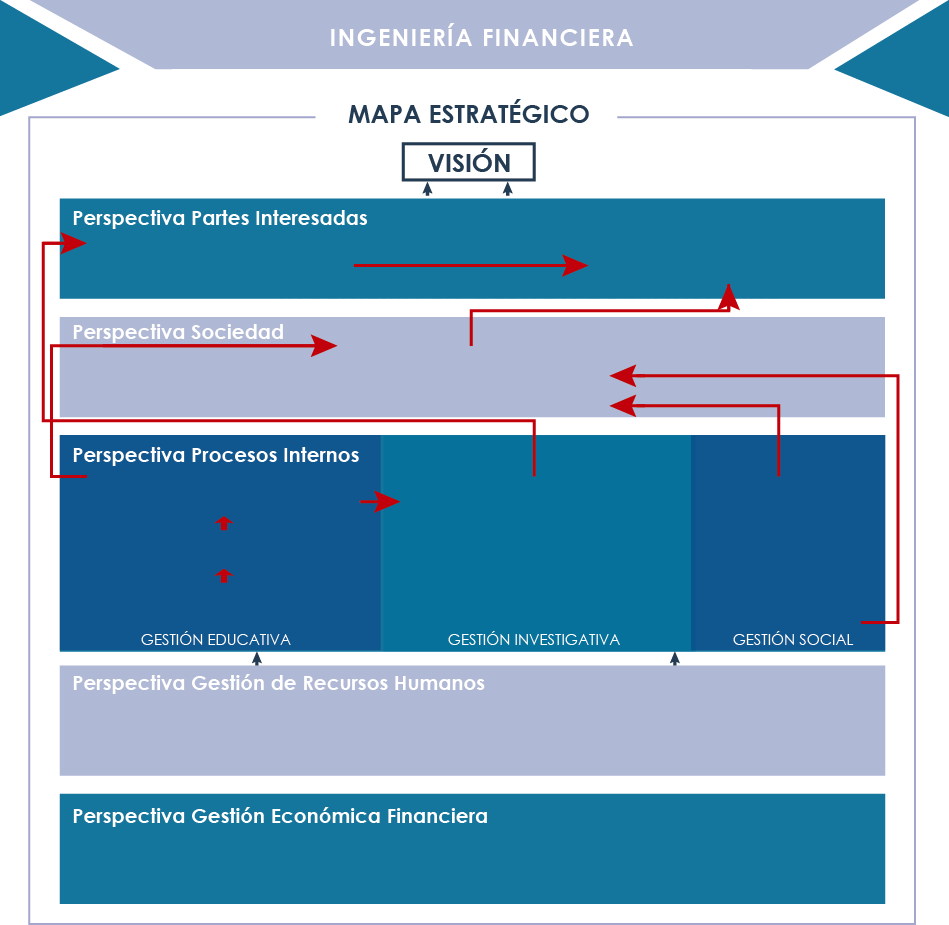 INGENIERÍA FINANCIERA
MAPA ESTRATÉGICO
VISIÓN
Perspectiva Partes Interesadas
Perspectiva Sociedad
Perspectiva Procesos Internos
GESTIÓN EDUCATIVA
GESTIÓN INVESTIGATIVA
GESTIÓN SOCIAL
Perspectiva Gestión de Recursos Humanos
Perspectiva Gestión Económica Financiera